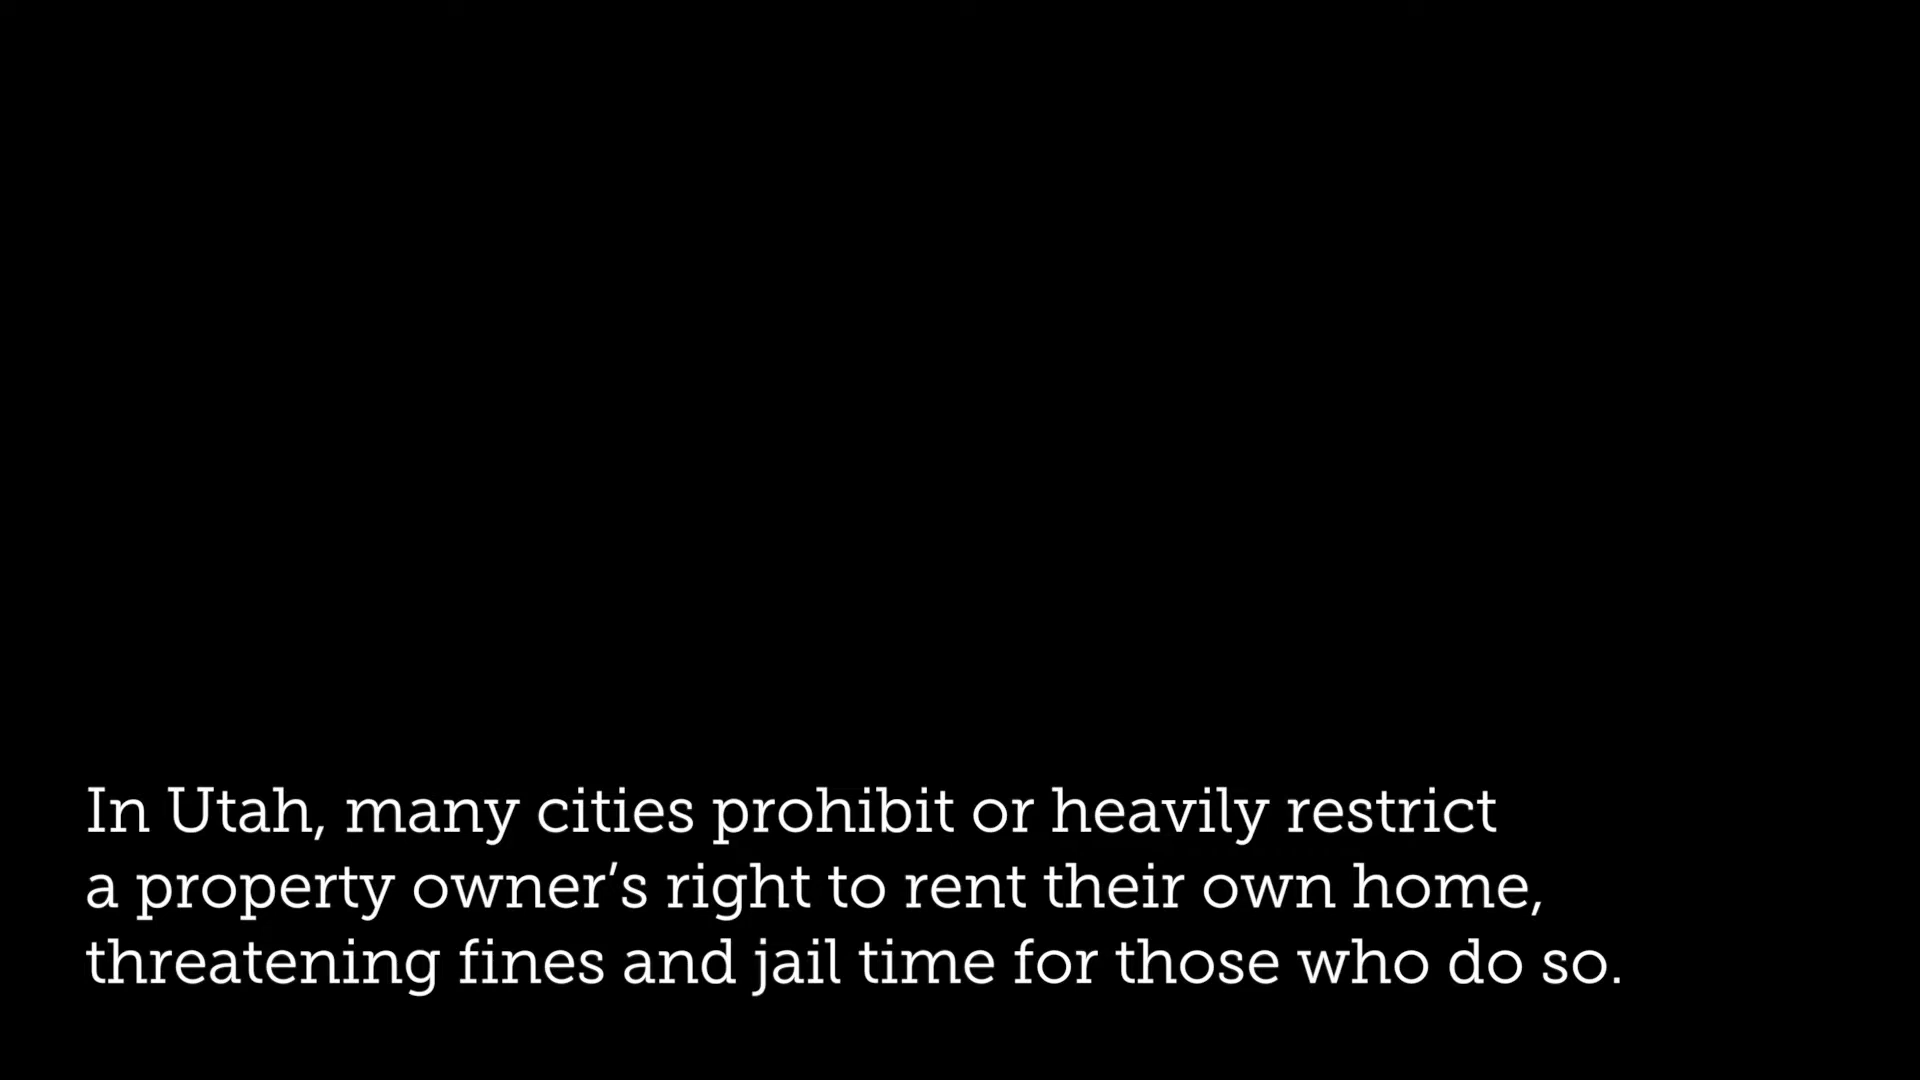 In Utah, many cities prohibit or heavily restrict
a property owner’s right to rent their own home,
threatening fines and jail time for those who do so.